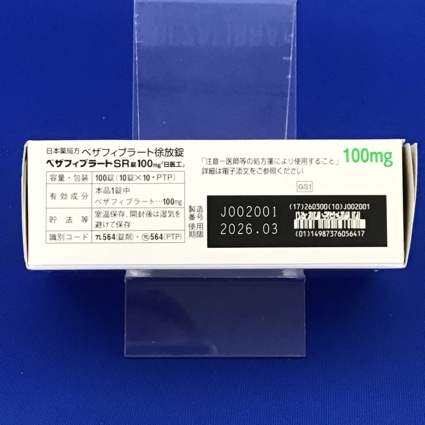 日本薬局方 ベザフィブラート徐放錠
ベザフィブラートSR錠100mg「日医工」
容量・包装 100錠(10錠×10・PTP)
有効成分 本品1錠中 ベザフィブラート…100mg
貯法等 室温保存、開封後は湿気を避けて保存
識別コード 564(錠剤)・564(PTP)
「注意-医師等の処方箋により使用すること」
詳細は電子添文をご参照ください
100mg
GS1
製造番号 J002001
使用期限 2026.03
(17)260300(10)J002001
(01)14987376056417